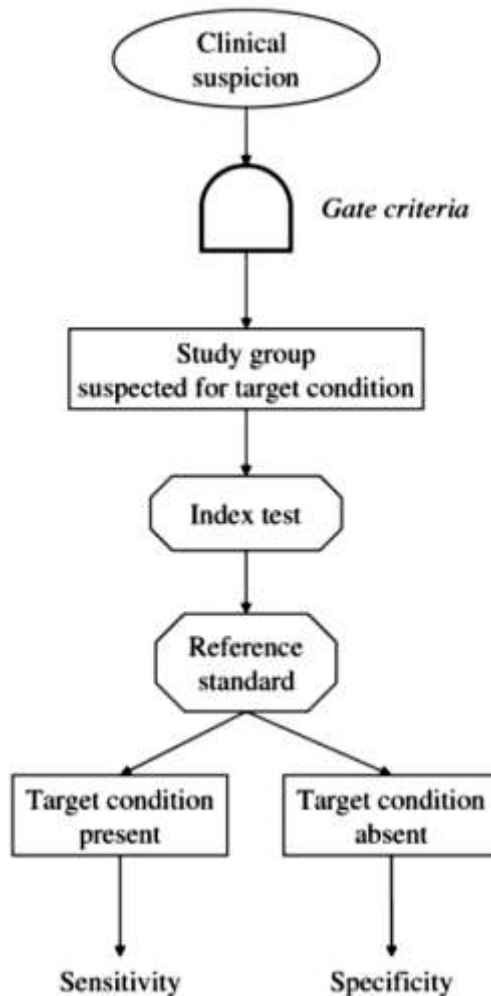 Clinical
suspicion
Gate criteria
Study group
suspected for target condition
Index test
Reference
standard
Target condition
present
Target condition
absent
Sensitivity
Specificity